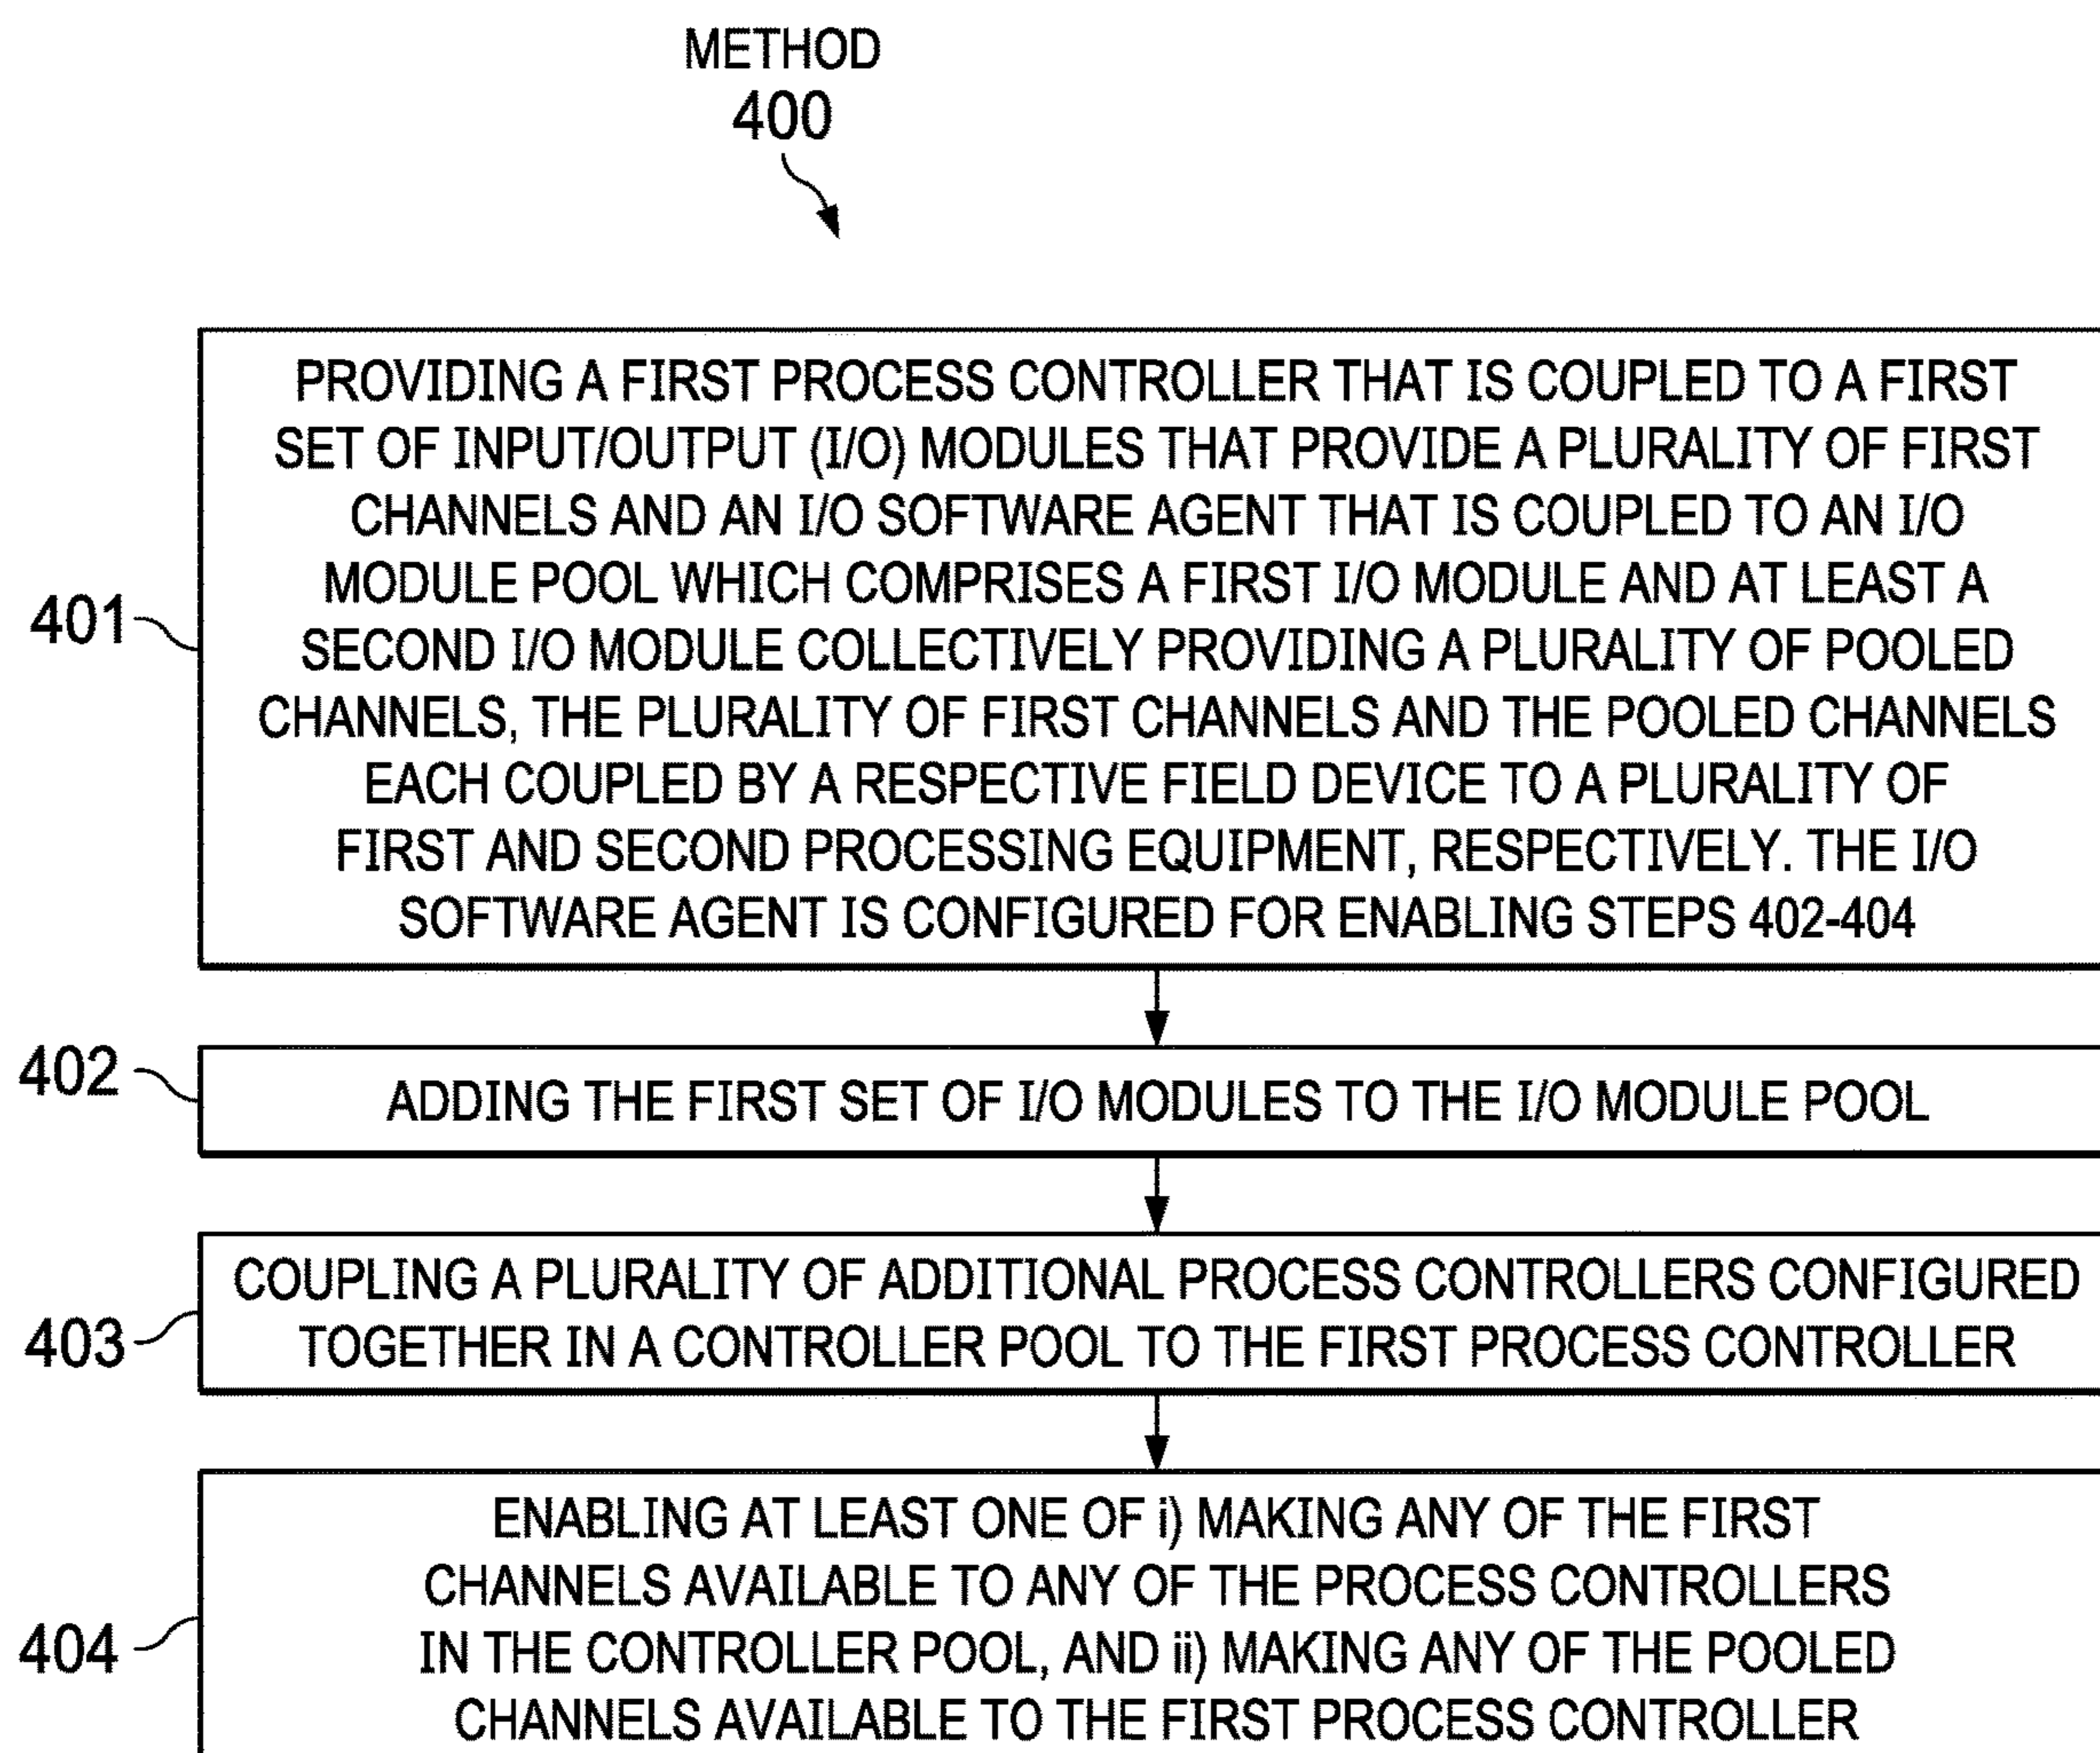 METHOD
400
401
PROVIDING A FIRST PROCESS CONTROLLER THAT IS COUPLED TO A FIRST
SET OF INPUT/OUTPUT (I/O) MODULES THAT PROVIDE A PLURALITY OF FIRST
CHANNELS AND AN I/O SOFTWARE AGENT THAT IS COUPLED TO AN I/O
MODULE POOL WHICH COMPRISES A FIRST I/O MODULE AND AT LEAST A
SECOND I/O MODULE COLLECTIVELY PROVIDING A PLURALITY OF POOLED
CHANNELS, THE PLURALITY OF FIRST CHANNELS AND THE POOLED CHANNELS
EACH COUPLED BY A RESPECTIVE FIELD DEVICE TO A PLURALITY OF
FIRST AND SECOND PROCESSING EQUIPMENT, RESPECTIVELY. THE I/O
SOFTWARE AGENT IS CONFIGURED FOR ENABLING STEPS 402-404
402
ADDING THE FIRST SET OF I/O MODULES TO THE I/O MODULE POOL
403
COUPLING A PLURALITY OF ADDITIONAL PROCESS CONTROLLERS CONFIGURED
TOGETHER IN A CONTROLLER POOL TO THE FIRST PROCESS CONTROLLER
404
ENABLING AT LEAST ONE OF i) MAKING ANY OF THE FIRST
CHANNELS AVAILABLE TO ANY OF THE PROCESS CONTROLLERS
IN THE CONTROLLER POOL, AND ii) MAKING ANY OF THE POOLED
CHANNELS AVAILABLE TO THE FIRST PROCESS CONTROLLER